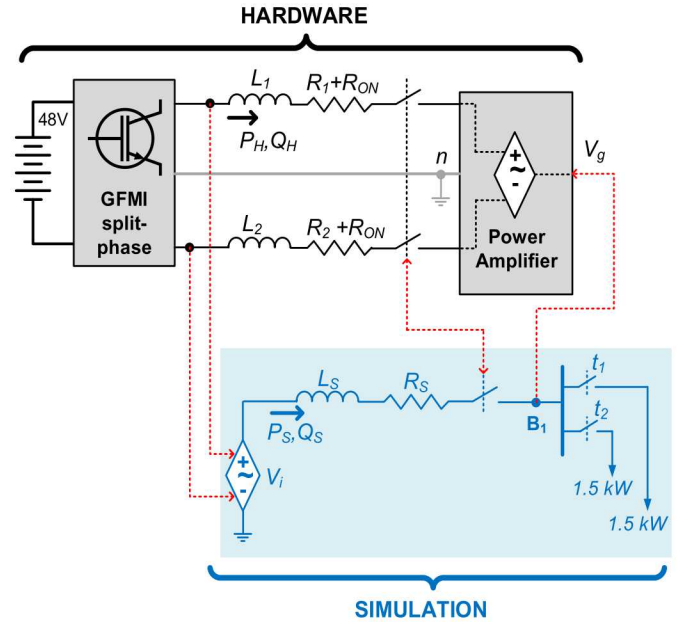 HARDWARE
48V
GFMI
split-
phase
L1
R1+RON
PH,QH
n
L2
R2 +RON
+
~
-
Vg
Power
Amplifier
LS
RS
PS,QS
+
~
-
Vi
B1
t1
t2
1.5 kW
1.5 kW
SIMULATION